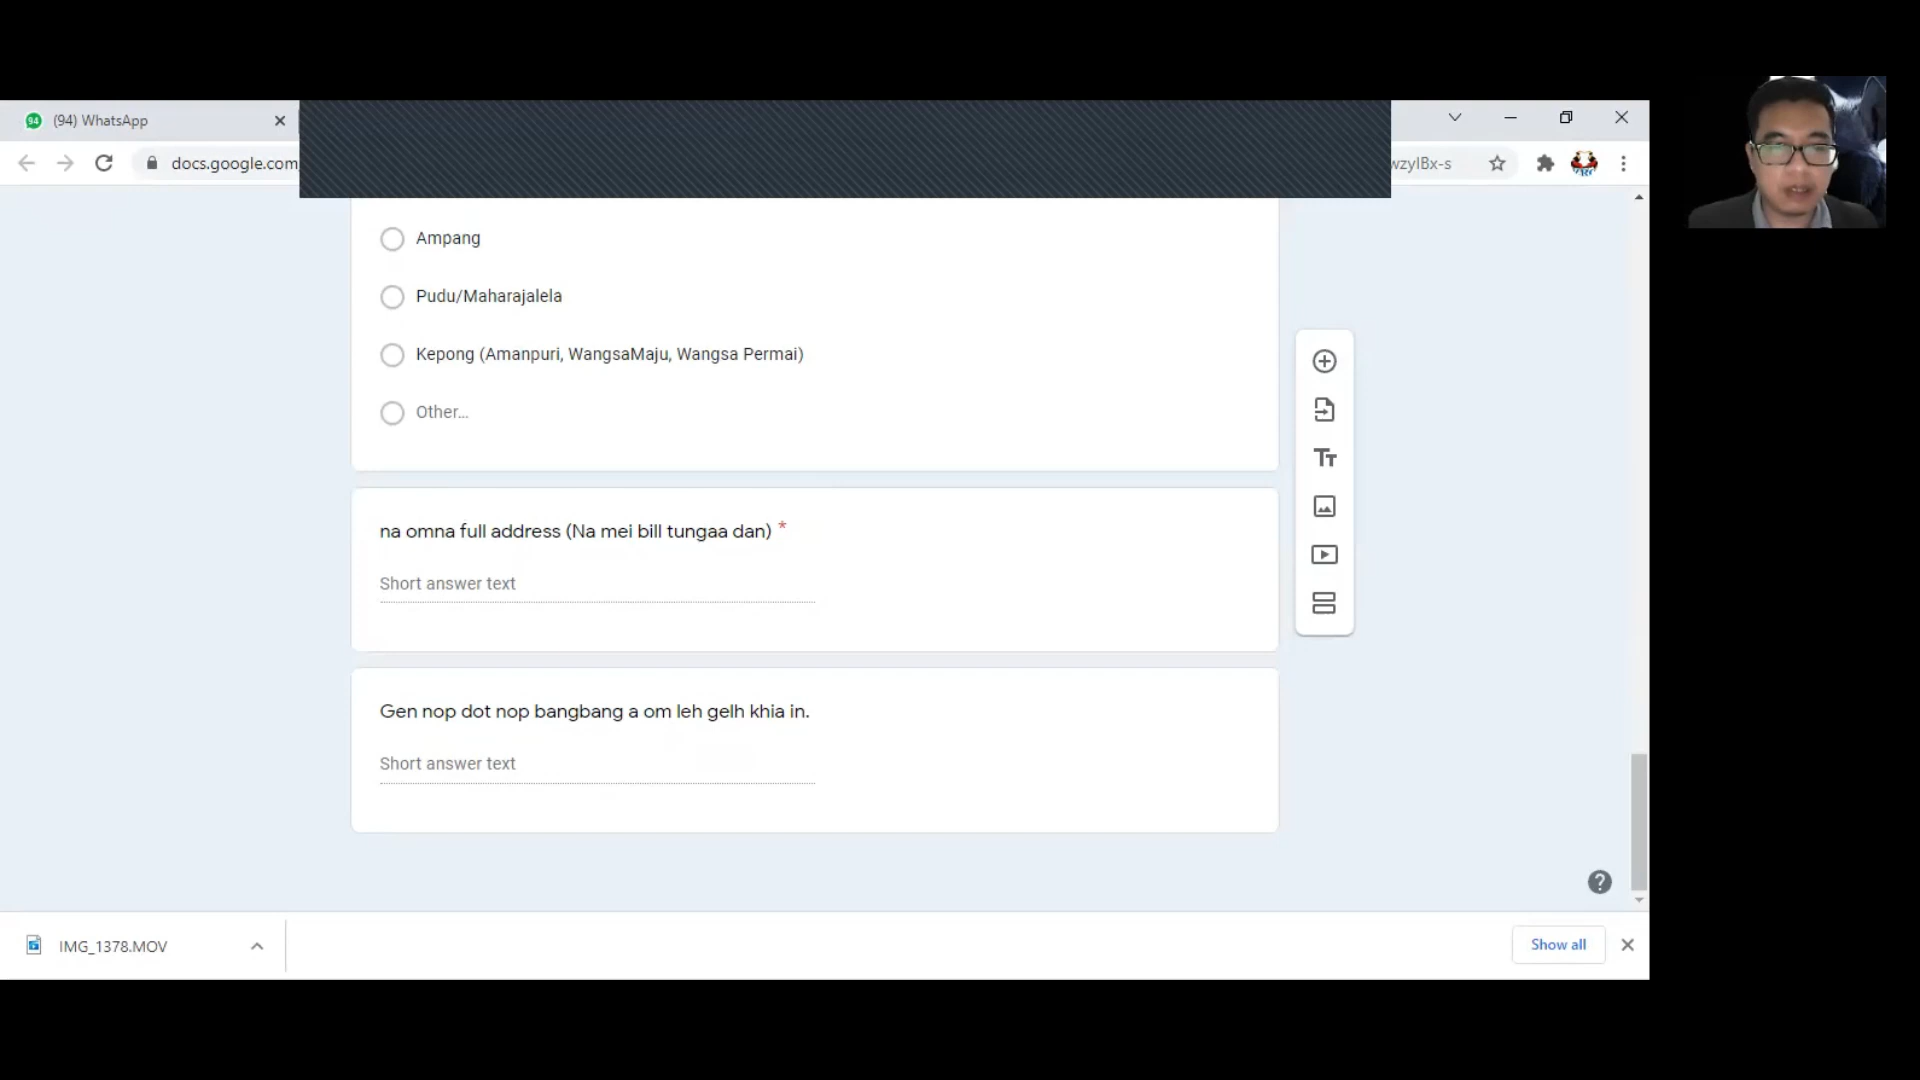 94
(94) WhatsApp
docs.google.com
wzyIBx-s
Ampang
Pudu/Maharajalela
Kepong (Amanpuri, WangsaMaju, Wangsa Permai)
Other...
na omna full address (Na mei bill tungaa dan) *
Short answer text
Gen nop dot nop bangbang a om leh gelh khia in.
Short answer text
IMG_1378.MOV
Show all